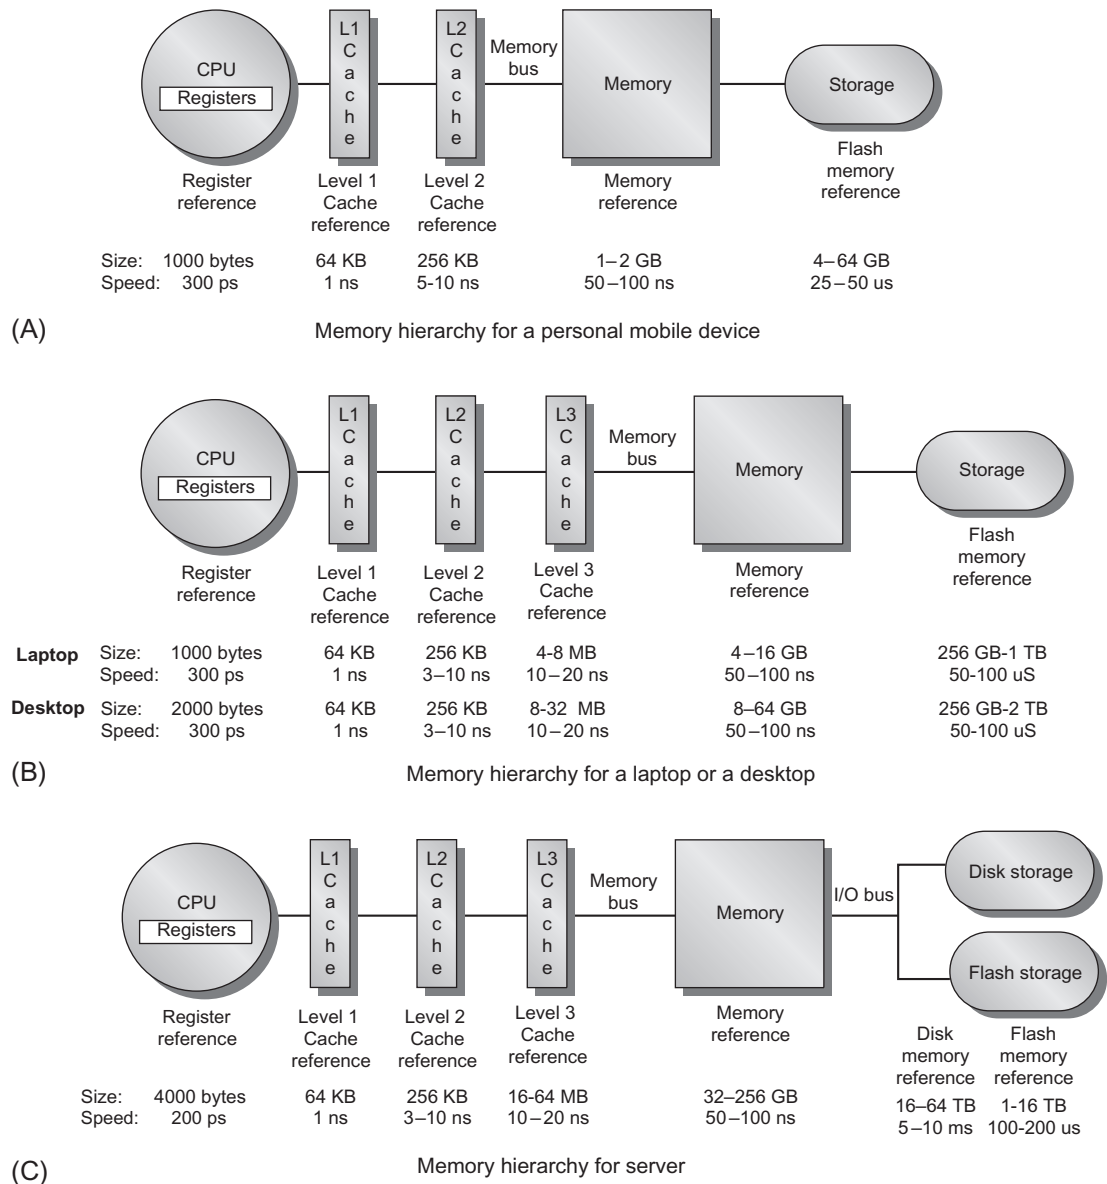 CPU
Registers
L1
C
a
c
h
e
L2
C
a
c
h
e
Memory
bus
Memory
Storage
Register
reference
Level 1
Cache
reference
Level 2
Cache
reference
Memory
reference
Flash
memory
reference
Size: 1000 bytes 64 KB 256 KB 1–2 GB 4–64 GB
Speed: 300 ps 1 ns 5-10 ns 50–100 ns 25–50 us
(A) Memory hierarchy for a personal mobile device
CPU
Registers
L1
C
a
c
h
e
L2
C
a
c
h
e
L3
C
a
c
h
e
Memory
bus
Memory
Storage
Register
reference
Level 1
Cache
reference
Level 2
Cache
reference
Level 3
Cache
reference
Memory
reference
Flash
memory
reference
Laptop Size: 1000 bytes 64 KB 256 KB 4-8 MB 4–16 GB 256 GB-1 TB
Speed: 300 ps 1 ns 3–10 ns 10–20 ns 50–100 ns 50-100 uS
Desktop Size: 2000 bytes 64 KB 256 KB 8-32 MB 8–64 GB 256 GB-2 TB
Speed: 300 ps 1 ns 3–10 ns 10–20 ns 50–100 ns 50-100 uS
(B) Memory hierarchy for a laptop or a desktop
CPU
Registers
L1
C
a
c
h
e
L2
C
a
c
h
e
L3
C
a
c
h
e
Memory
bus
Memory
I/O bus
Disk storage
Flash storage
Register
reference
Level 1
Cache
reference
Level 2
Cache
reference
Level 3
Cache
reference
Memory
reference
Disk
memory
reference
Flash
memory
reference
Size: 4000 bytes 64 KB 256 KB 16-64 MB 32–256 GB 16–64 TB 1-16 TB
Speed: 200 ps 1 ns 3–10 ns 10–20 ns 50–100 ns 5–10 ms 100-200 us
(C) Memory hierarchy for server